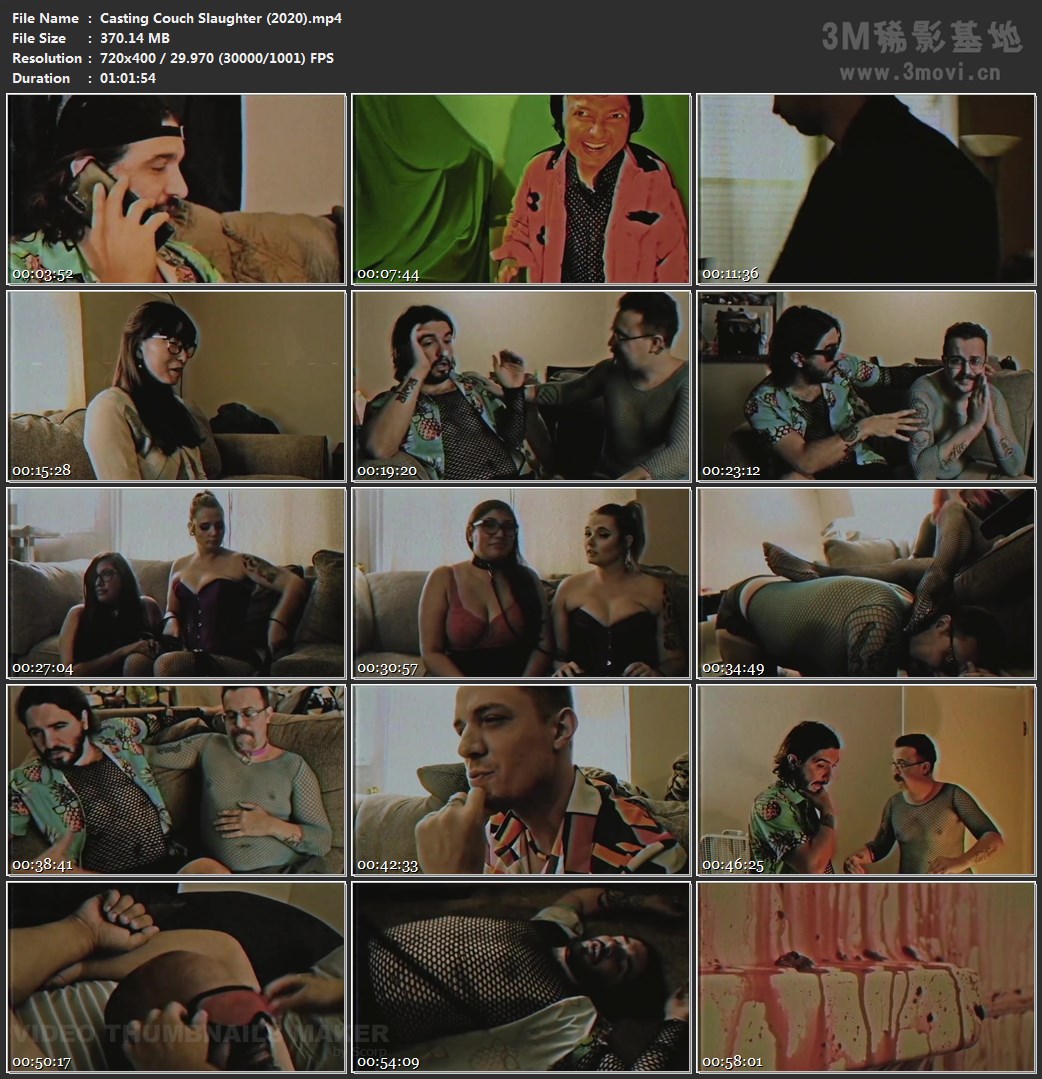 File Name : Casting Couch Slaughter (2020).mp4
File Size : 370.14 MB
Resolution : 720x400 / 29.970 (30000/1001) FPS
Duration : 01:01:54
3M稀影基地
www.3movi.cn
00:03:52
00:07:44
00:11:36
00:15:28
00:19:20
00:23:12
00:27:04
00:30:57
00:34:49
00:38:41
00:42:33
00:46:25
00:50:17
00:54:09
00:58:01
VIDEO THUMBNAILS MAKER